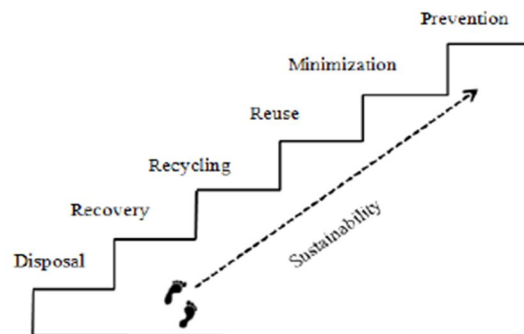 Prevention
Minimization
Reuse
Recycling
Recovery
Disposal
Sustainability